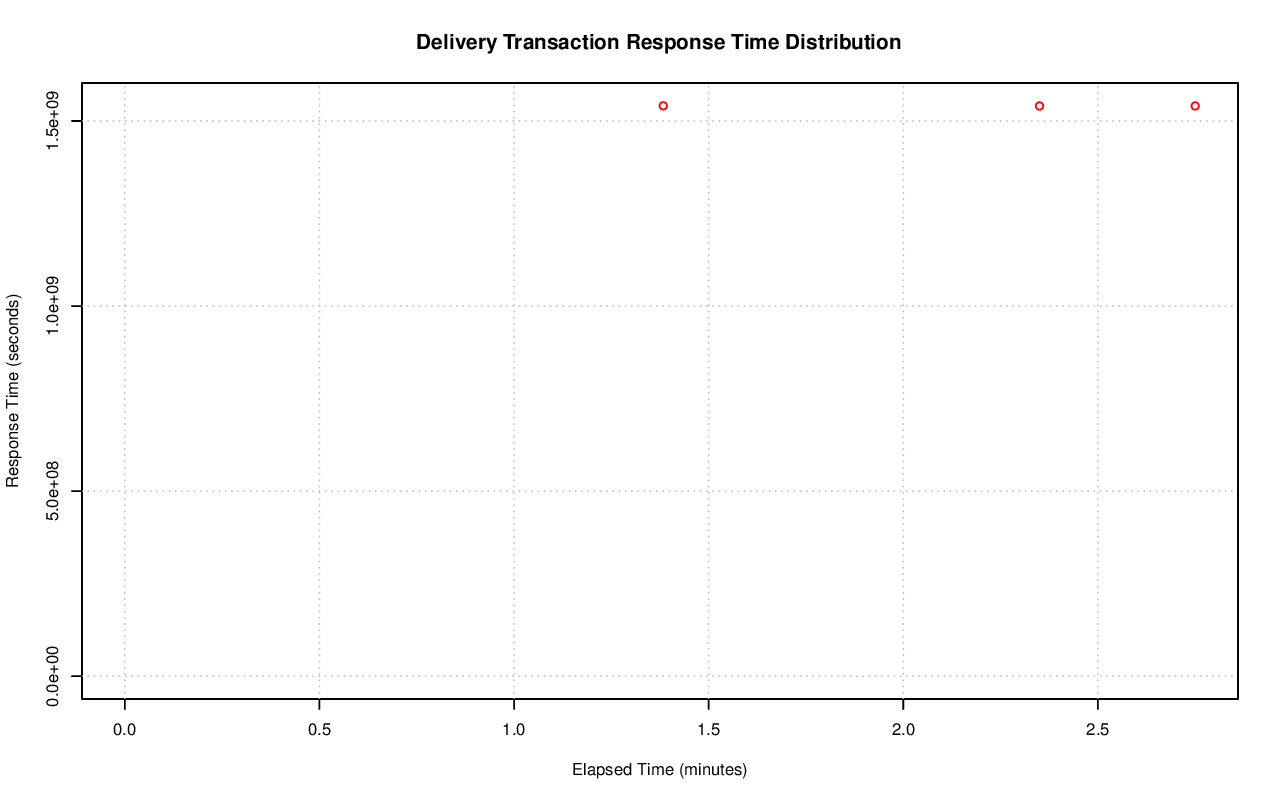 Delivery Transaction Response Time Distribution
Response Time (seconds)
1.5e+09
1.0e+09
5.0e+08
0.0e+00
0.0 0.5 1.0 1.5 2.0 2.5
Elapsed Time (minutes)